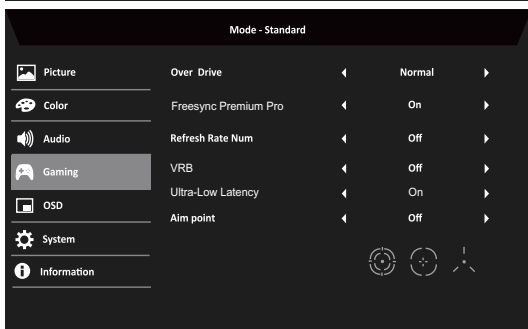 Mode - Standard
Picture
Over Drive Normal
Color
Freesync Premium Pro On
Audio
Refresh Rate Num Off
Gaming
VRB Off
Ultra-Low Latency On
OSD
Aim point Off
System
Information